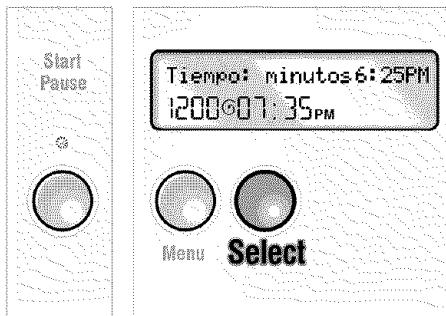 Start
Pause
Tiempo: minutos 6:25PM
1200 07:35PM
Menu
Select